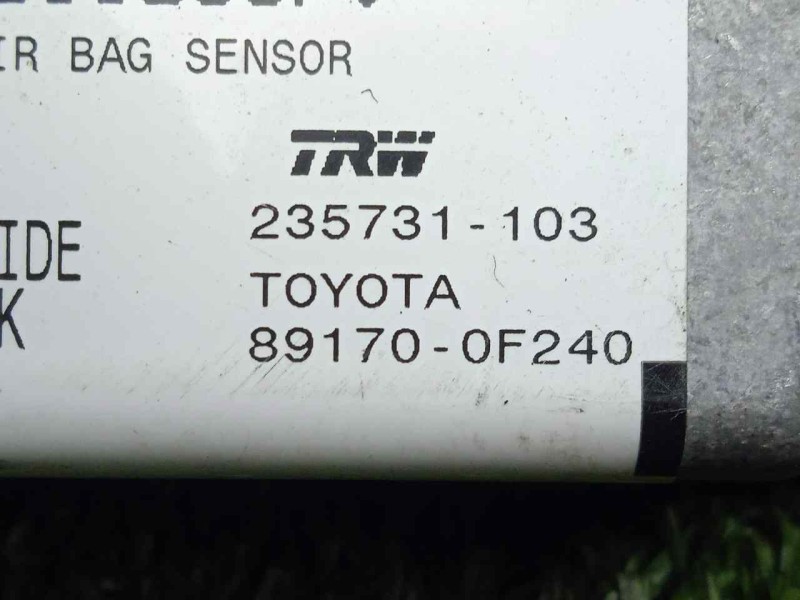 IR BAG SENSOR
TRW
235731-103
IDE
TOYOTA
K
89170-0F240